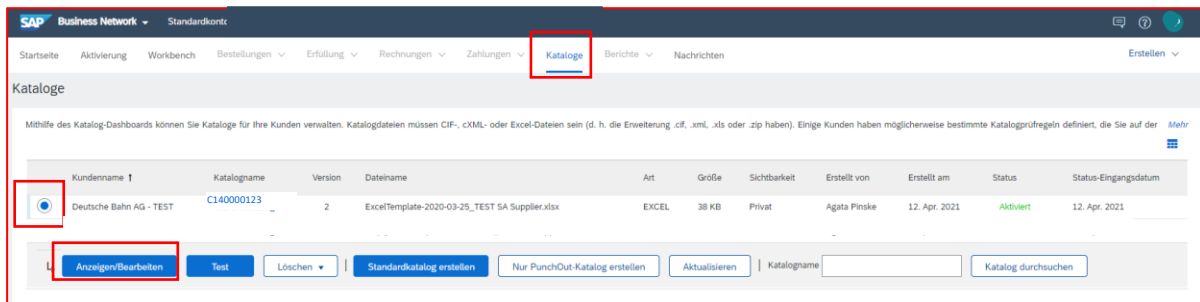 SAP Business Network Standardkonto
Startseite Aktivierung Workbench Bestellungen Erfüllung Rechnungen Zahlungen Kataloge Berichte Nachrichten Erstellen
Kataloge
Mithilfe des Katalog-Dashboards können Sie Kataloge für Ihre Kunden verwalten. Katalogdateien müssen CIF-, cXML- oder Excel-Dateien sein (d. h. die Erweiterung .cif, .xml, .xls oder .zip haben). Einige Kunden haben möglicherweise bestimmte Katalogprüfregeln definiert, die Sie auf der Mehr
Kundenname ↑ Katalogname Version Dateiname Art Größe Sichtbarkeit Erstellt von Erstellt am Status Status-Eingangsdatum
Deutsche Bahn AG - TEST C140000123 2 ExcelTemplate-2020-03-25_TEST SA Supplier.xlsx EXCEL 38 KB Privat Agata Pinske 12. Apr. 2021 Aktiviert 12. Apr. 2021
Anzeigen/Bearbeiten Test Löschen | Standardkatalog erstellen Nur PunchOut-Katalog erstellen Aktualisieren | Katalogname Katalog durchsuchen